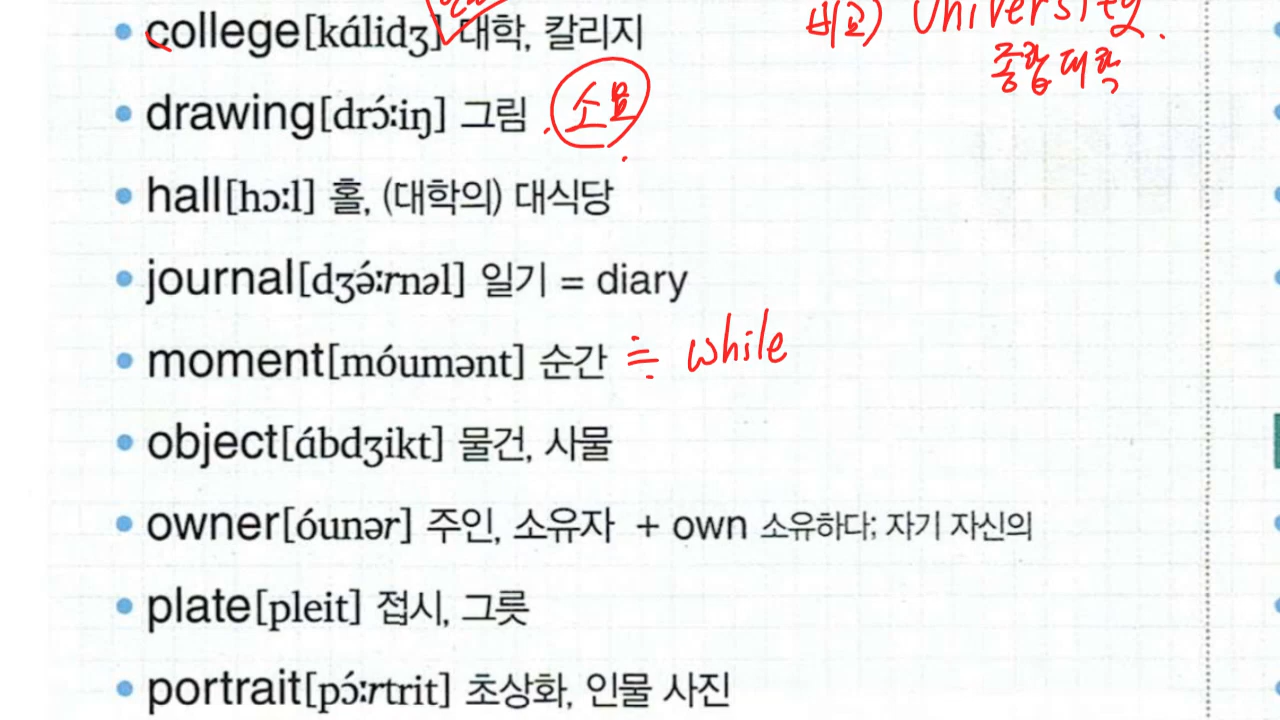 비교) University.
종합대학
college[kálidʒ] 대학, 칼리지
drawing[drɔ́ːiŋ] 그림 소묘
hall[hɔːl] 홀, (대학의) 대식당
journal[dʒə́ːrnəl] 일기 = diary
moment[móumənt] 순간 ≒ while
object[ábdʒikt] 물건, 사물
owner[óunər] 주인, 소유자 + own 소유하다; 자기 자신의
plate[pleit] 접시, 그릇
portrait[pɔ́ːrtrit] 초상화, 인물 사진